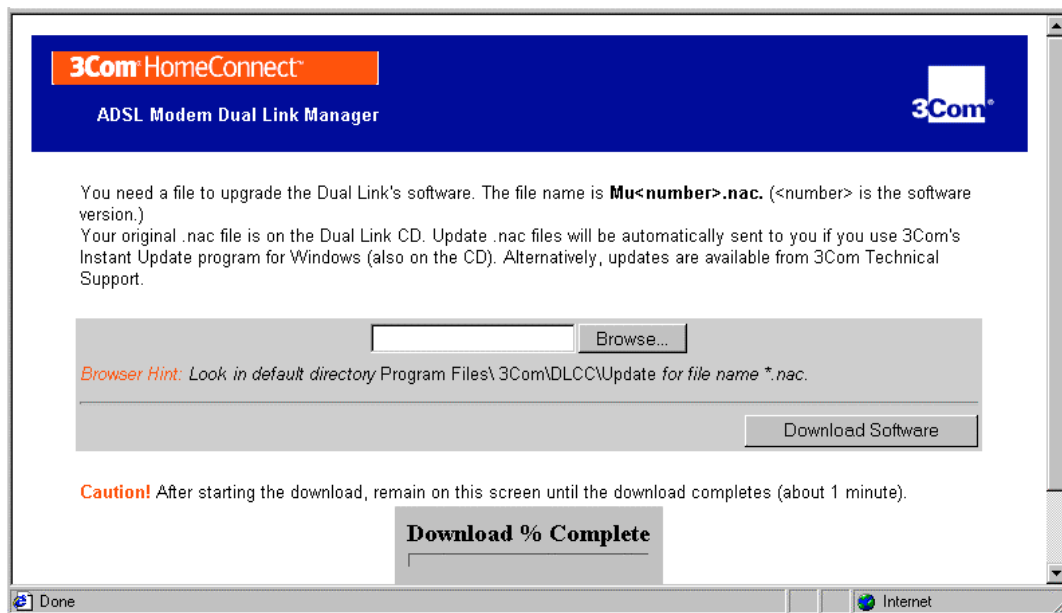 3Com® HomeConnect™
ADSL Modem Dual Link Manager
3Com®
You need a file to upgrade the Dual Link's software. The file name is Mu<number>.nac. (<number> is the software
version.)
Your original .nac file is on the Dual Link CD. Update .nac files will be automatically sent to you if you use 3Com's
Instant Update program for Windows (also on the CD). Alternatively, updates are available from 3Com Technical
Support.
Browse...
Browser Hint: Look in default directory Program Files\ 3Com\DLCC\Update for file name *.nac.
Download Software
Caution! After starting the download, remain on this screen until the download completes (about 1 minute).
Download % Complete
Done
Internet